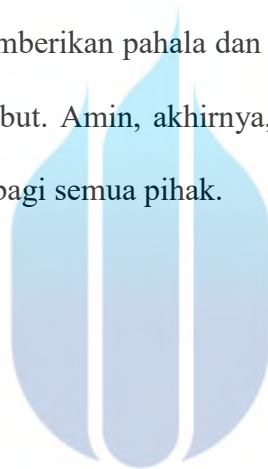 mberikan pahala dan
but. Amin, akhirnya,
bagi semua pihak.